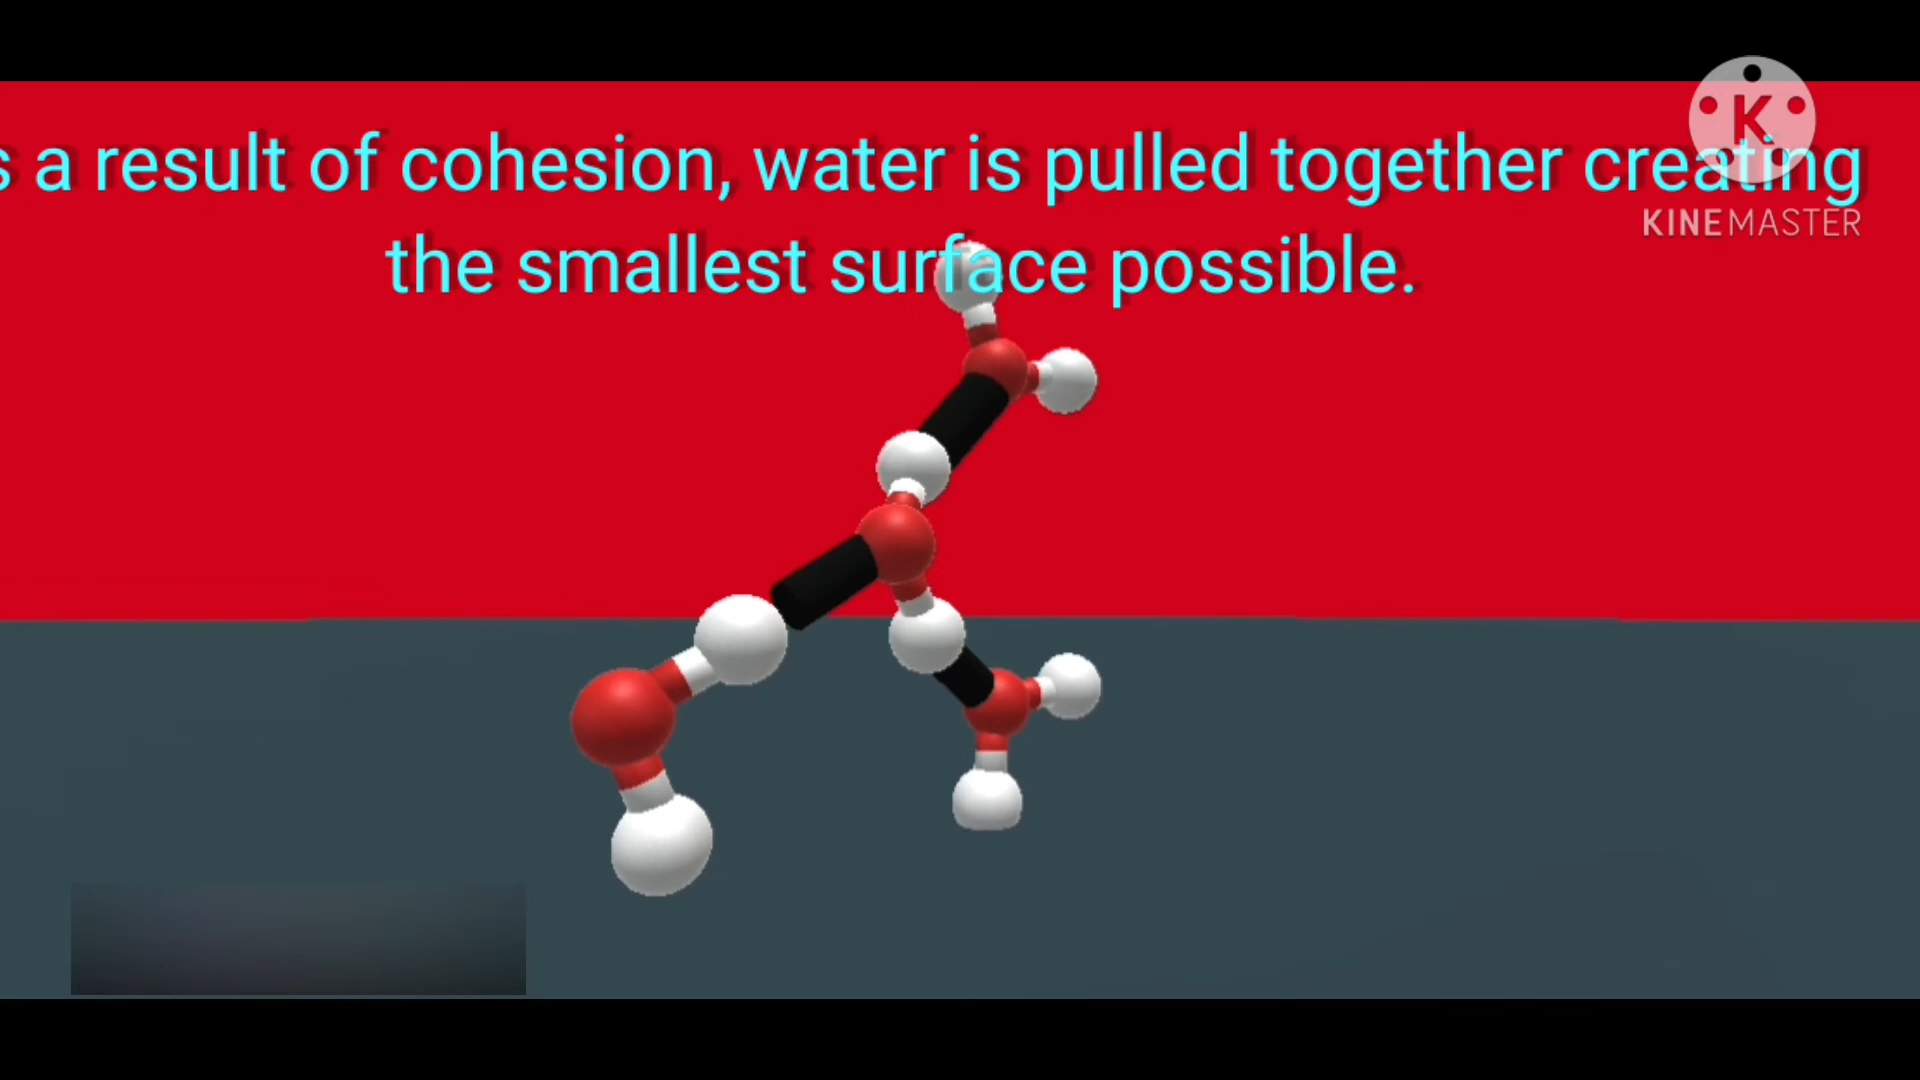 s a result of cohesion, water is pulled together creating
the smallest surface possible.
K
KINEMASTER